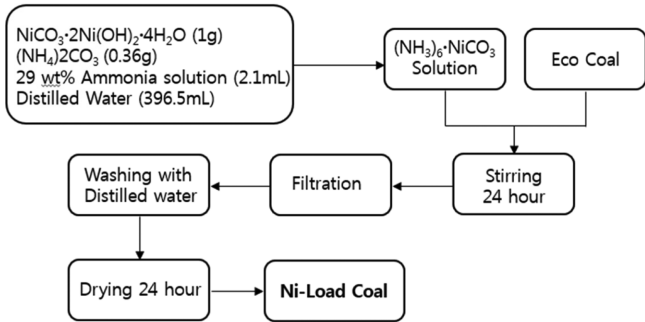 NiCO₃·2Ni(OH)₂·4H₂O (1g)
(NH₄)2CO₃ (0.36g)
29 wt% Ammonia solution (2.1mL)
Distilled Water (396.5mL)
(NH₃)₆·NiCO₃
Solution
Eco Coal
Stirring
24 hour
Filtration
Washing with
Distilled water
Drying 24 hour
Ni-Load Coal